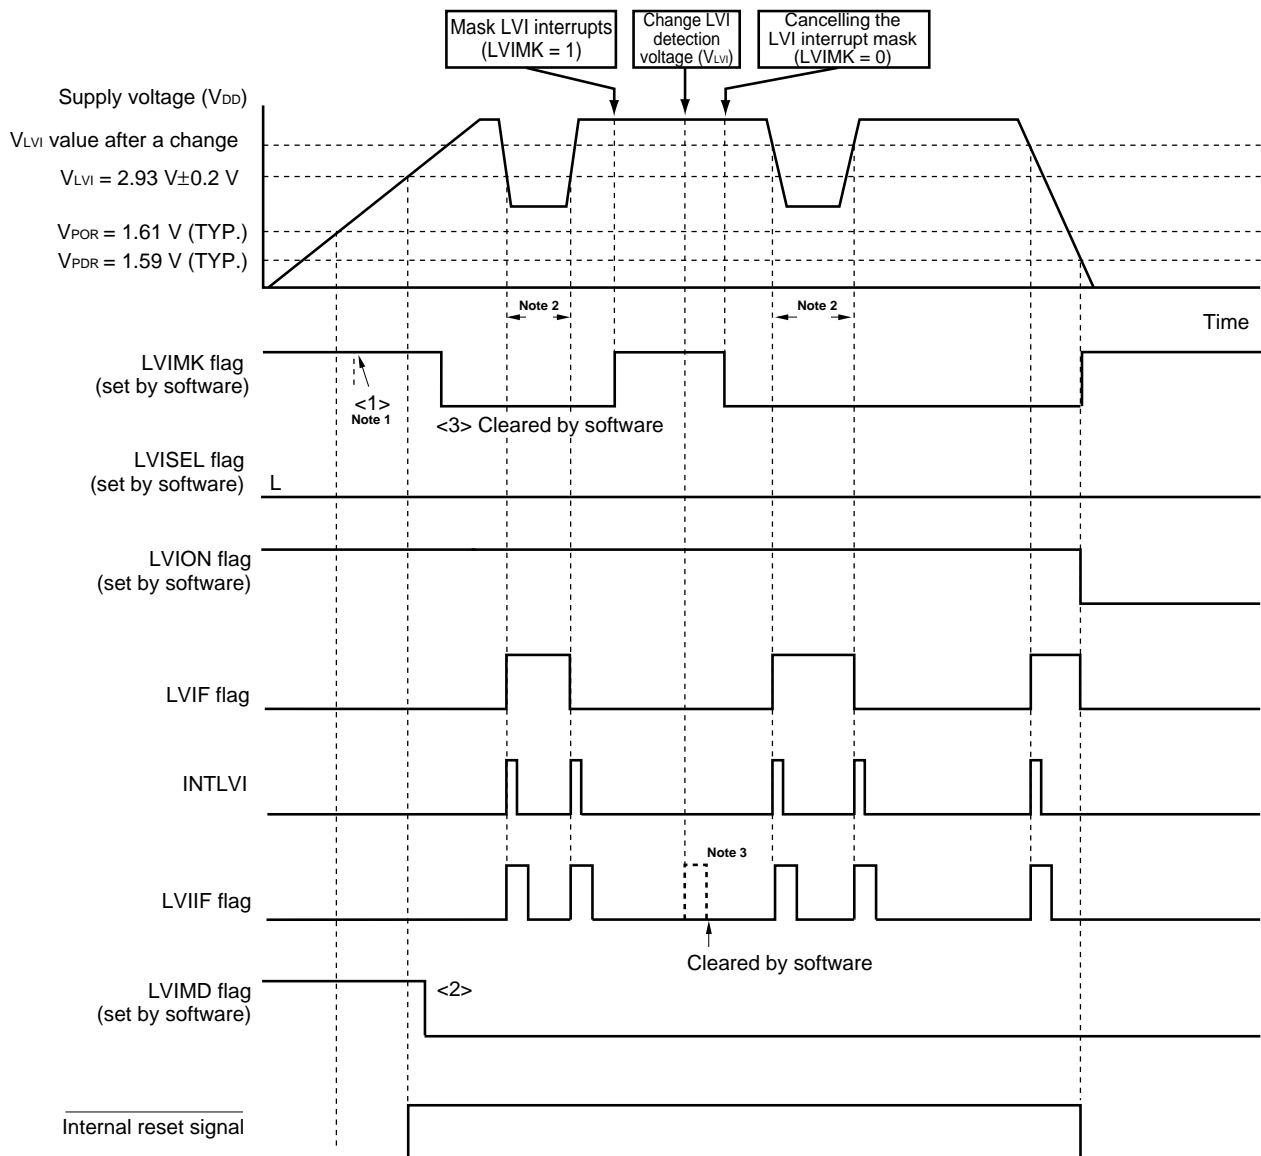 Mask LVI interrupts
(LVIMK = 1)
Change LVI
detection
voltage (VLVI)
Cancelling the
LVI interrupt mask
(LVIMK = 0)
Supply voltage (VDD)
VLVI value after a change
VLVI = 2.93 V±0.2 V
VPOR = 1.61 V (TYP.)
VPDR = 1.59 V (TYP.)
Note 2
Note 2
Time
LVIMK flag
(set by software)
<1>
Note 1
<3> Cleared by software
LVISEL flag
(set by software)
L
LVION flag
(set by software)
LVIF flag
INTLVI
Note 3
LVIIF flag
Cleared by software
LVIMD flag
(set by software)
<2>
Internal reset signal